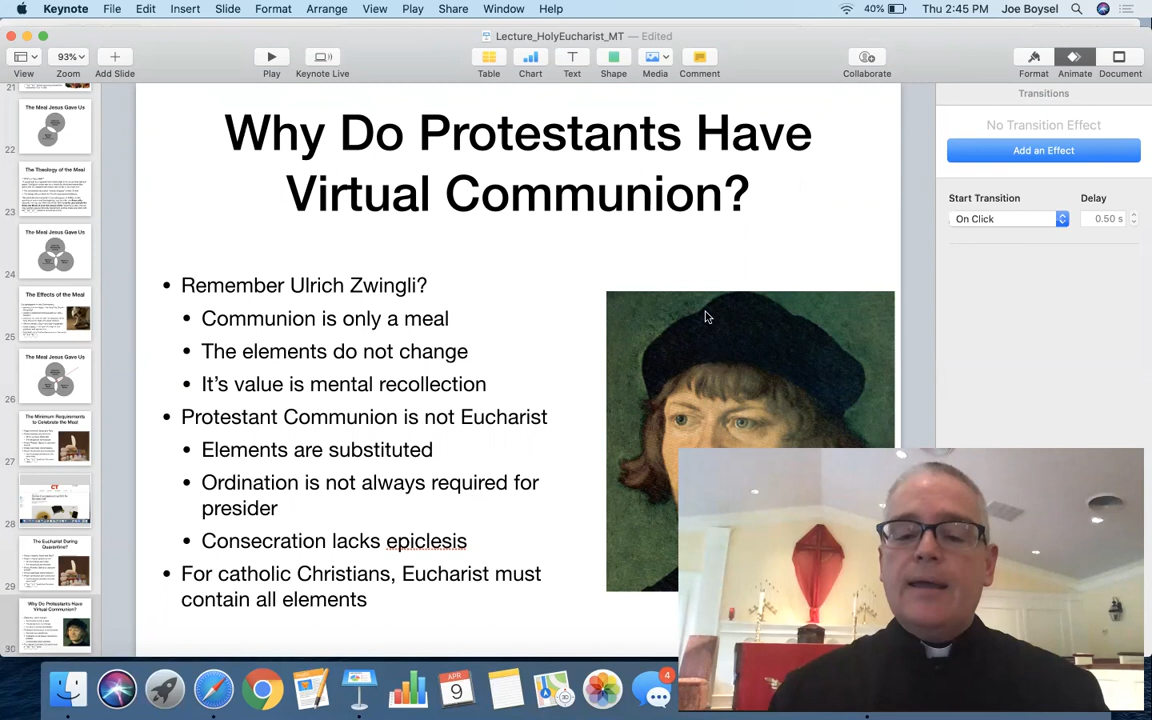 Keynote File Edit Insert Slide Format Arrange View Play Share Window Help 40% Thu 2:45 PM Joe Boysel
Lecture_HolyEucharist_MT — Edited
93%
View Zoom Add Slide Play Keynote Live Table Chart Text Shape Media Comment Collaborate Format Animate Document
Transitions
No Transition Effect
Add an Effect
Start Transition Delay
On Click 0.50 s
21
The Meal Jesus Gave Us
22
The Theology of the Meal
23
The Meal Jesus Gave Us
24
The Effects of the Meal
25
The Meal Jesus Gave Us
26
The Minimum Requirements
to Celebrate the Meal
27
CT
28
The Eucharist During
Quarantine?
29
Why Do Protestants Have
Virtual Communion?
30
Why Do Protestants Have
Virtual Communion?
• Remember Ulrich Zwingli?
• Communion is only a meal
• The elements do not change
• It's value is mental recollection
• Protestant Communion is not Eucharist
• Elements are substituted
• Ordination is not always required for
presider
• Consecration lacks epiclesis
• For catholic Christians, Eucharist must
contain all elements
APR
9
4